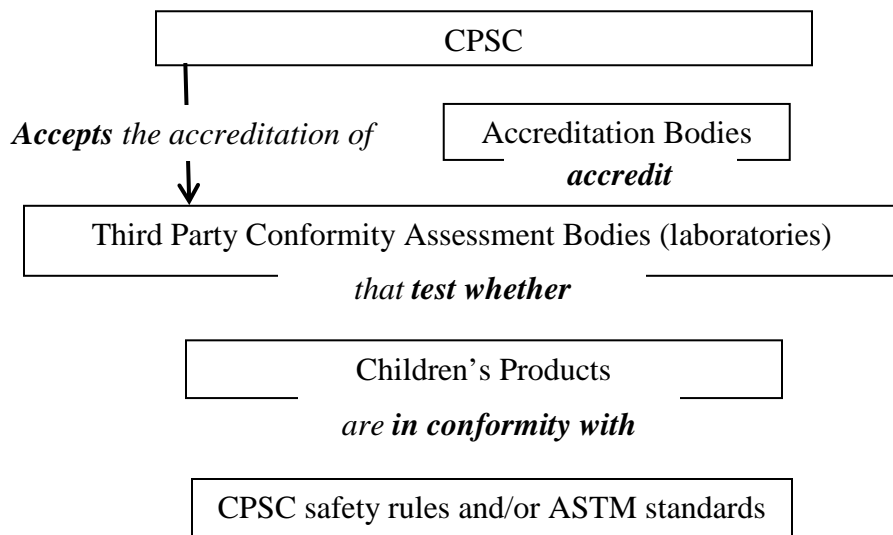 CPSC
Accepts the accreditation of
Accreditation Bodies
accredit
Third Party Conformity Assessment Bodies (laboratories)
that test whether
Children’s Products
are in conformity with
CPSC safety rules and/or ASTM standards